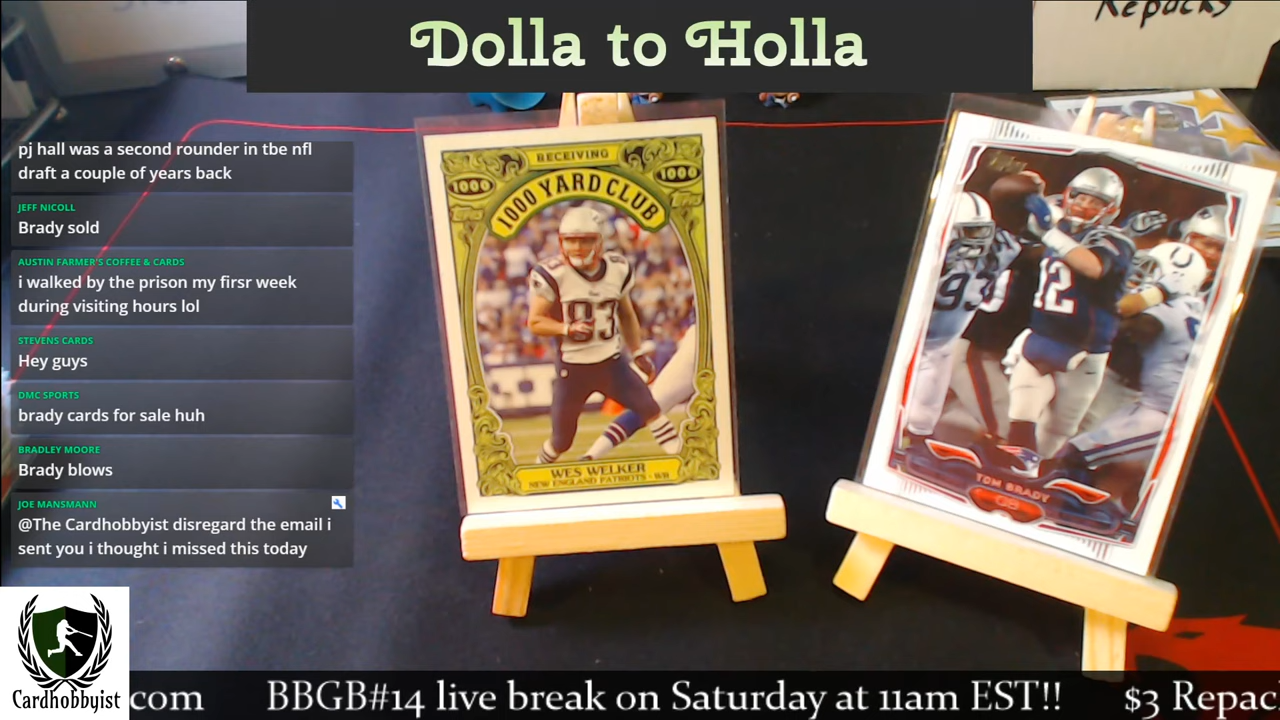 Dolla to Holla
Repacks
pj hall was a second rounder in tbe nfl
draft a couple of years back
JEFF NICOLL
Brady sold
AUSTIN FARMER'S COFFEE & CARDS
i walked by the prison my firsr week
during visiting hours lol
STEVENS CARDS
Hey guys
DMC SPORTS
brady cards for sale huh
BRADLEY MOORE
Brady blows
JOE MANSMANN
@The Cardhobbyist disregard the email i
sent you i thought i missed this today
RECEIVING
1000 1000
1000 YARD CLUB
83
WES WELKER
NEW ENGLAND PATRIOTS · WR
93
12
TOM BRADY
QB
Cardhobbyist
com BBGB#14 live break on Saturday at 11am EST!! $3 Repac